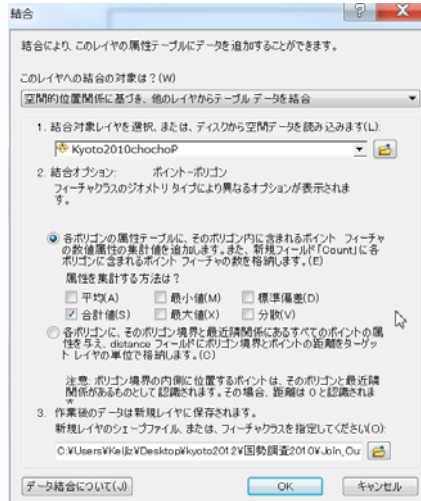 結合
結合により、このレイヤの属性テーブルにデータを追加することができます。
このレイヤへの結合の対象は？(W)
空間的位置関係に基づき、他のレイヤからテーブル データを結合
1. 結合対象レイヤを選択、または、ディスクから空間データを読み込みます(L):
Kyoto2010chochoP
2. 結合オプション: ポイント-ポリゴン
フィーチャクラスのジオメトリ タイプにより異なるオプションが表示されま
す。
各ポリゴンの属性テーブルに、そのポリゴン内に含まれるポイント フィーチャ
の数値属性の集計値を追加します。また、新規フィールド「Count」に各
ポリゴンに含まれるポイント フィーチャの数を格納します。(E)
属性を集計する方法は？
平均(A) 最小値(M) 標準偏差(D)
合計値(S) 最大値(X) 分散(V)
各ポリゴンに、そのポリゴン境界と最近隣関係にあるすべてのポイントの属
性を与え、distance フィールドにポリゴン境界とポイントの距離をターゲッ
ト レイヤの単位で格納します。(C)
注意: ポリゴン境界の内側に位置するポイントは、そのポリゴンと最近隣
関係があるものとして認識されます。その場合、距離は 0 と認識されま
す。
3. 作業後のデータは新規レイヤに保存されます。
新規レイヤのシェープファイル、または、フィーチャクラスを指定してください(O):
C:¥Users¥Keijiz¥Desktop¥kyoto2012¥国勢調査2010¥Join_Ou
データ結合について(J) OK キャンセル